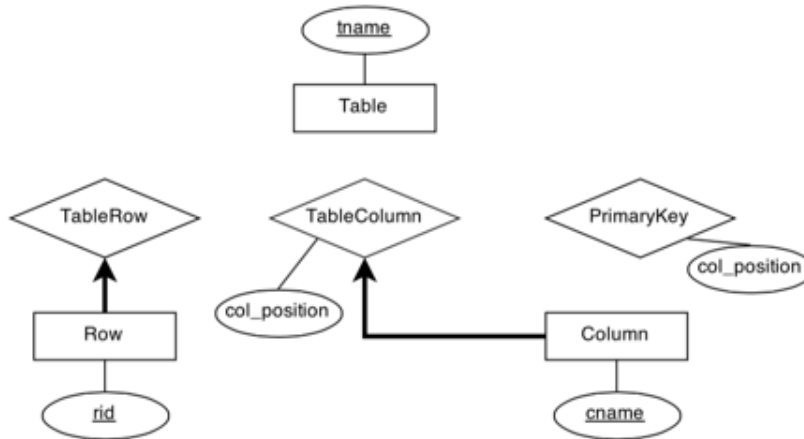 tname
Table
TableRow
TableColumn
PrimaryKey
col_position
col_position
Row
Column
rid
cname